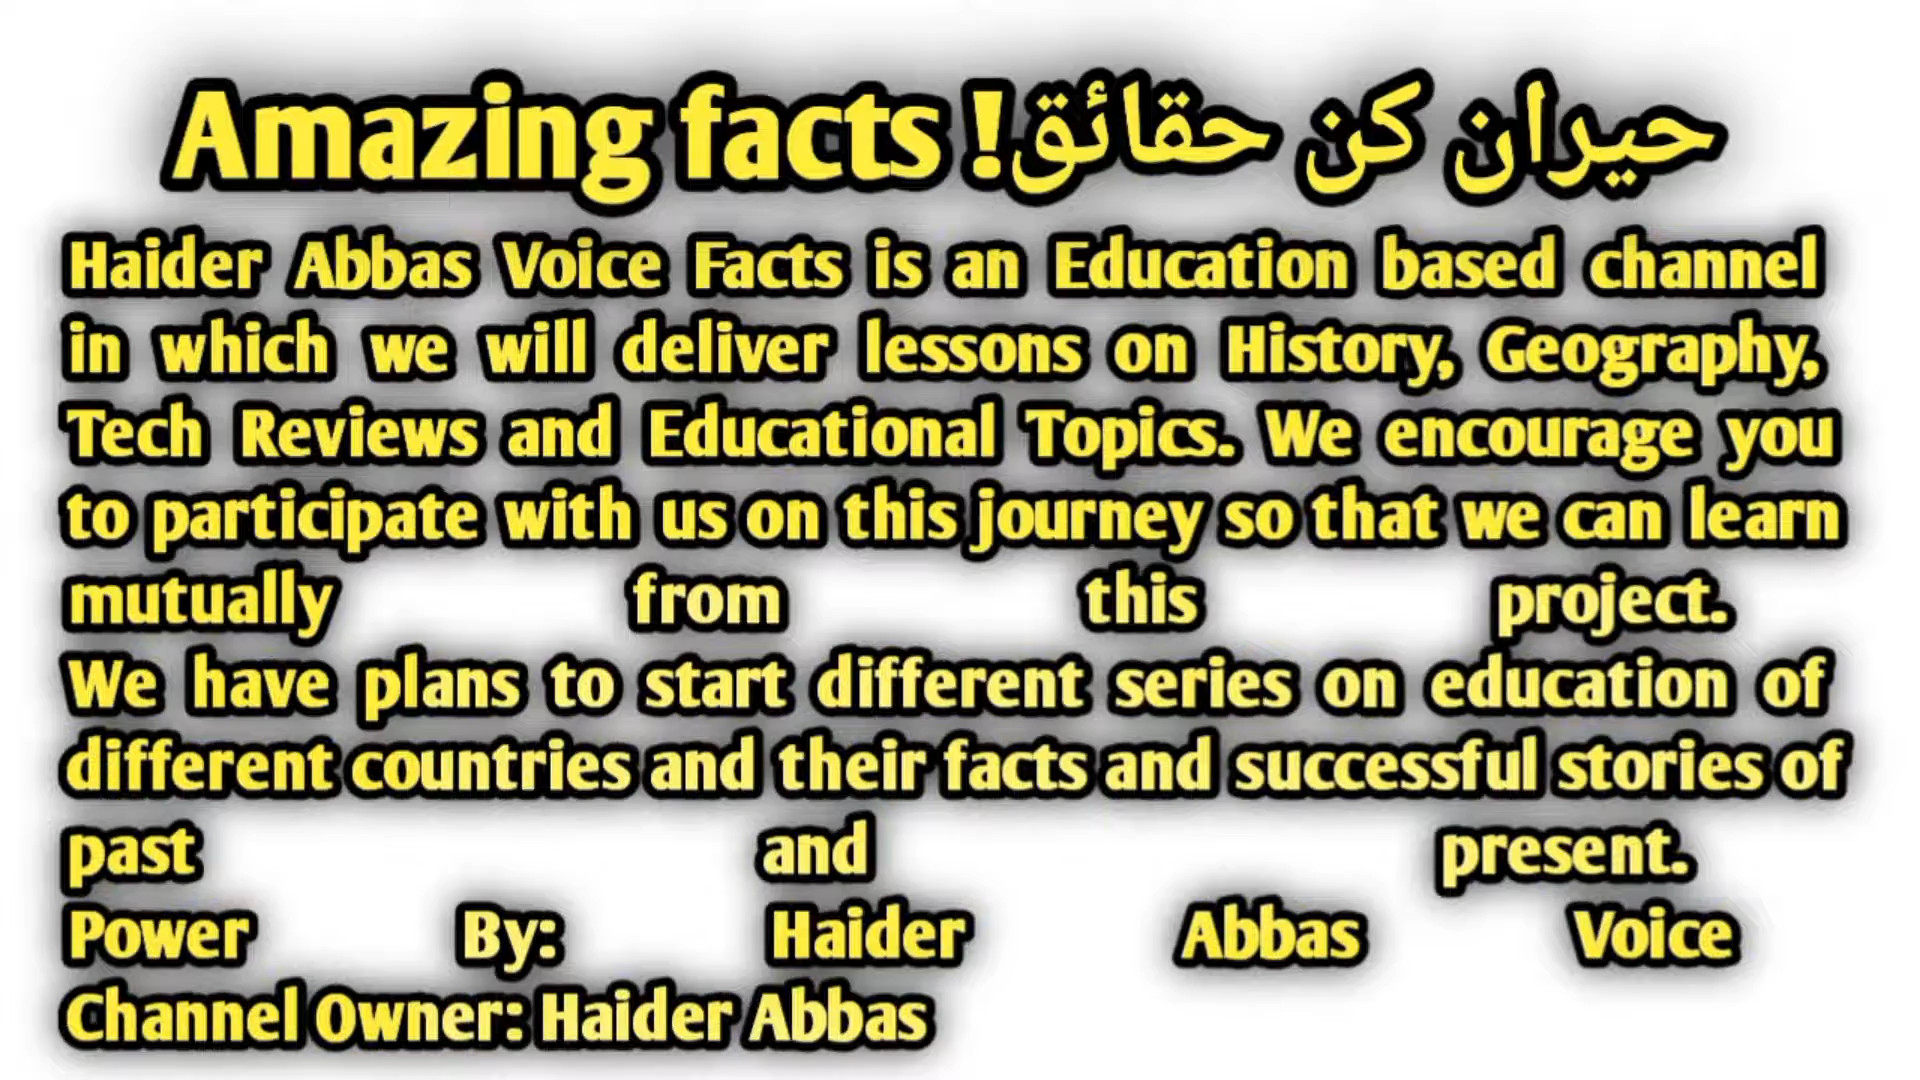 Amazing facts !حیران کن حقائق
Haider Abbas Voice Facts is an Education based channel
in which we will deliver lessons on History, Geography,
Tech Reviews and Educational Topics. We encourage you
to participate with us on this journey so that we can learn
mutually from this project.
We have plans to start different series on education of
different countries and their facts and successful stories of
past and present.
Power By: Haider Abbas Voice
Channel Owner: Haider Abbas